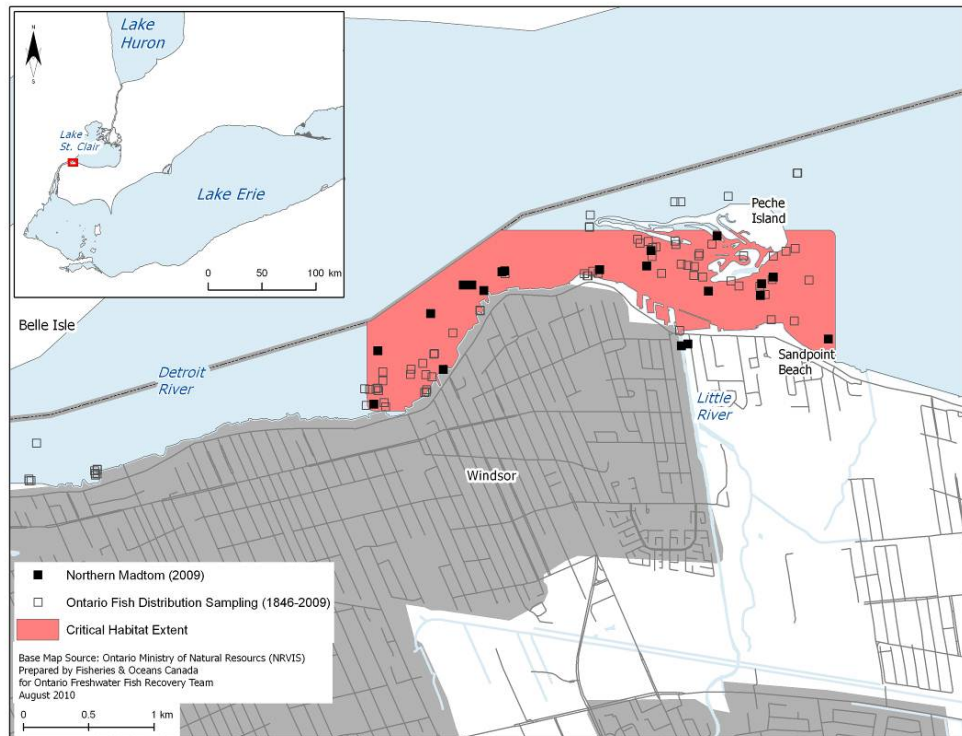 Lake
Huron
N
S
Lake
St. Clair
Lake Erie
0 50 100 km
Peche
Island
Belle Isle
Detroit
River
Sandpoint
Beach
Little
River
Windsor
Northern Madtom (2009)
Ontario Fish Distribution Sampling (1846-2009)
Critical Habitat Extent
Base Map Source: Ontario Ministry of Natural Resourcs (NRVIS)
Prepared by Fisheries & Oceans Canada
for Ontario Freshwater Fish Recovery Team
August 2010
0 0.5 1 km